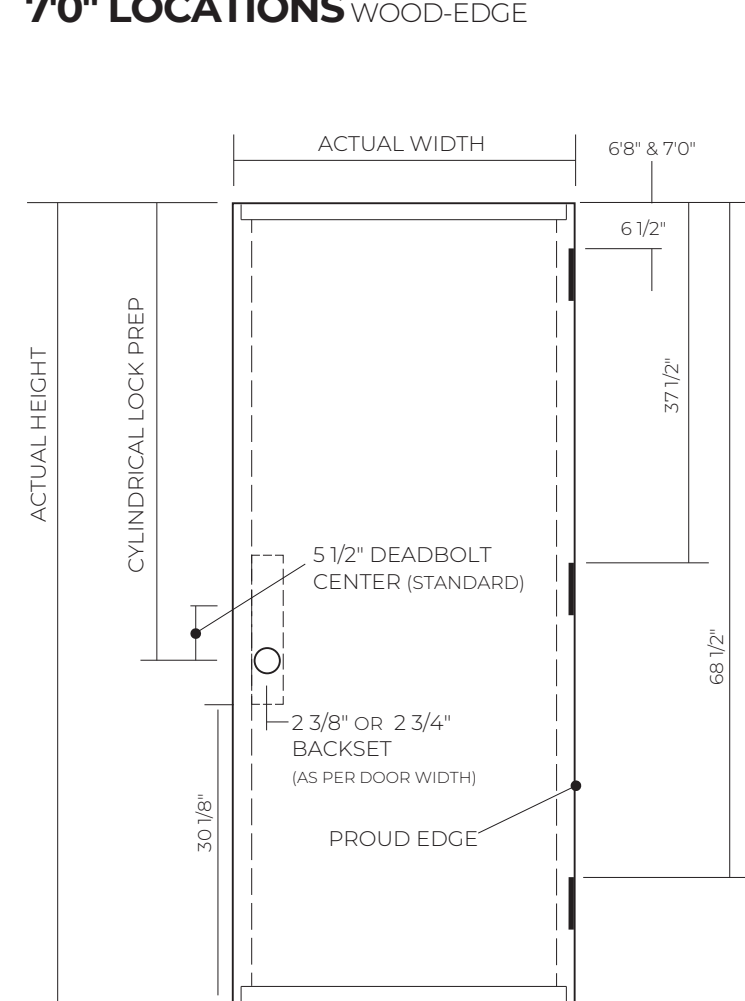 7'0" LOCATIONS WOOD-EDGE
ACTUAL WIDTH
6'8" & 7'0"
6 1/2"
ACTUAL HEIGHT
CYLINDRICAL LOCK PREP
37 1/2"
5 1/2" DEADBOLT
CENTER (STANDARD)
68 1/2"
2 3/8" OR 2 3/4"
BACKSET
(AS PER DOOR WIDTH)
30 1/8"
PROUD EDGE